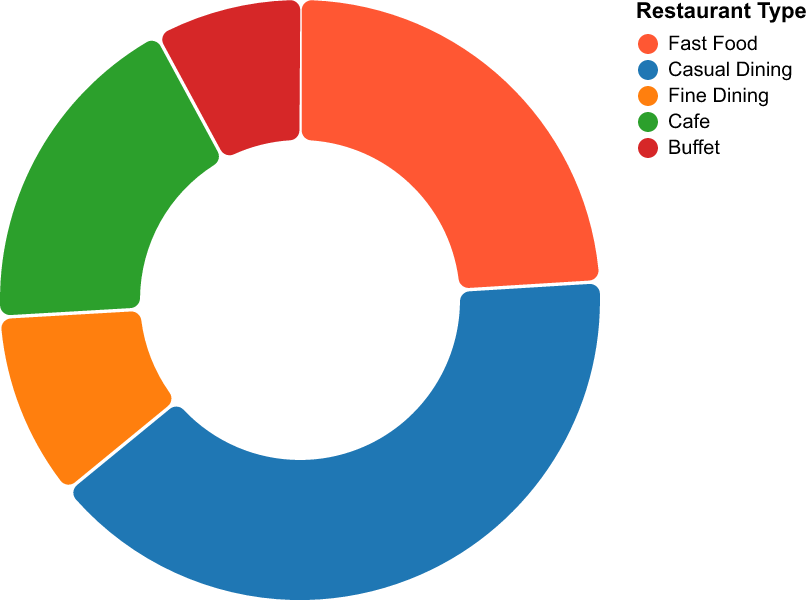 Restaurant Type
Fast Food
Casual Dining
Fine Dining
Cafe
Buffet